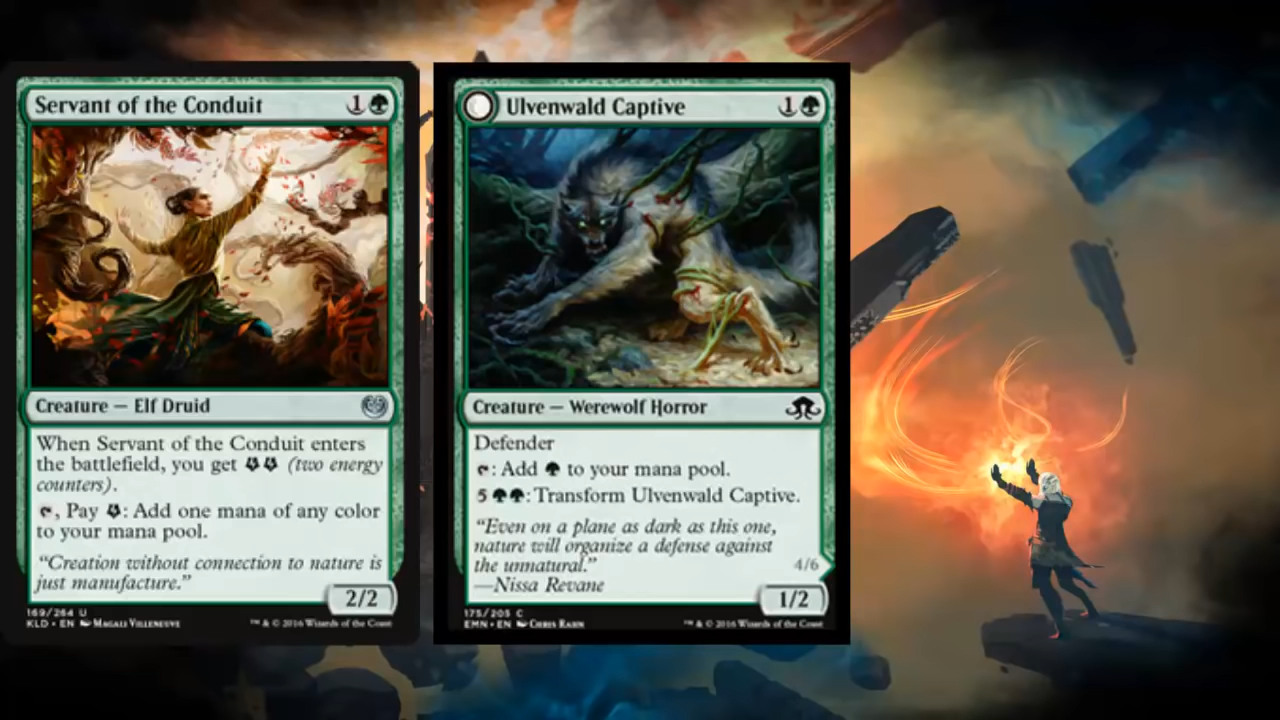 Servant of the Conduit 1
Creature — Elf Druid
When Servant of the Conduit enters
the battlefield, you get (two energy
counters).
, Pay : Add one mana of any color
to your mana pool.
"Creation without connection to nature is
just manufacture."
2/2
169/264 U
KLD • EN MAGALI VILLENEUVE ™ & © 2016 Wizards of the Coast
Ulvenwald Captive 1
Creature — Werewolf Horror
Defender
: Add to your mana pool.
5 : Transform Ulvenwald Captive.
"Even on a plane as dark as this one,
nature will organize a defense against
the unnatural."
4/6
—Nissa Revane
1/2
175/205 C
EMN • EN CHRIS RAHN ™ & © 2016 Wizards of the Coast